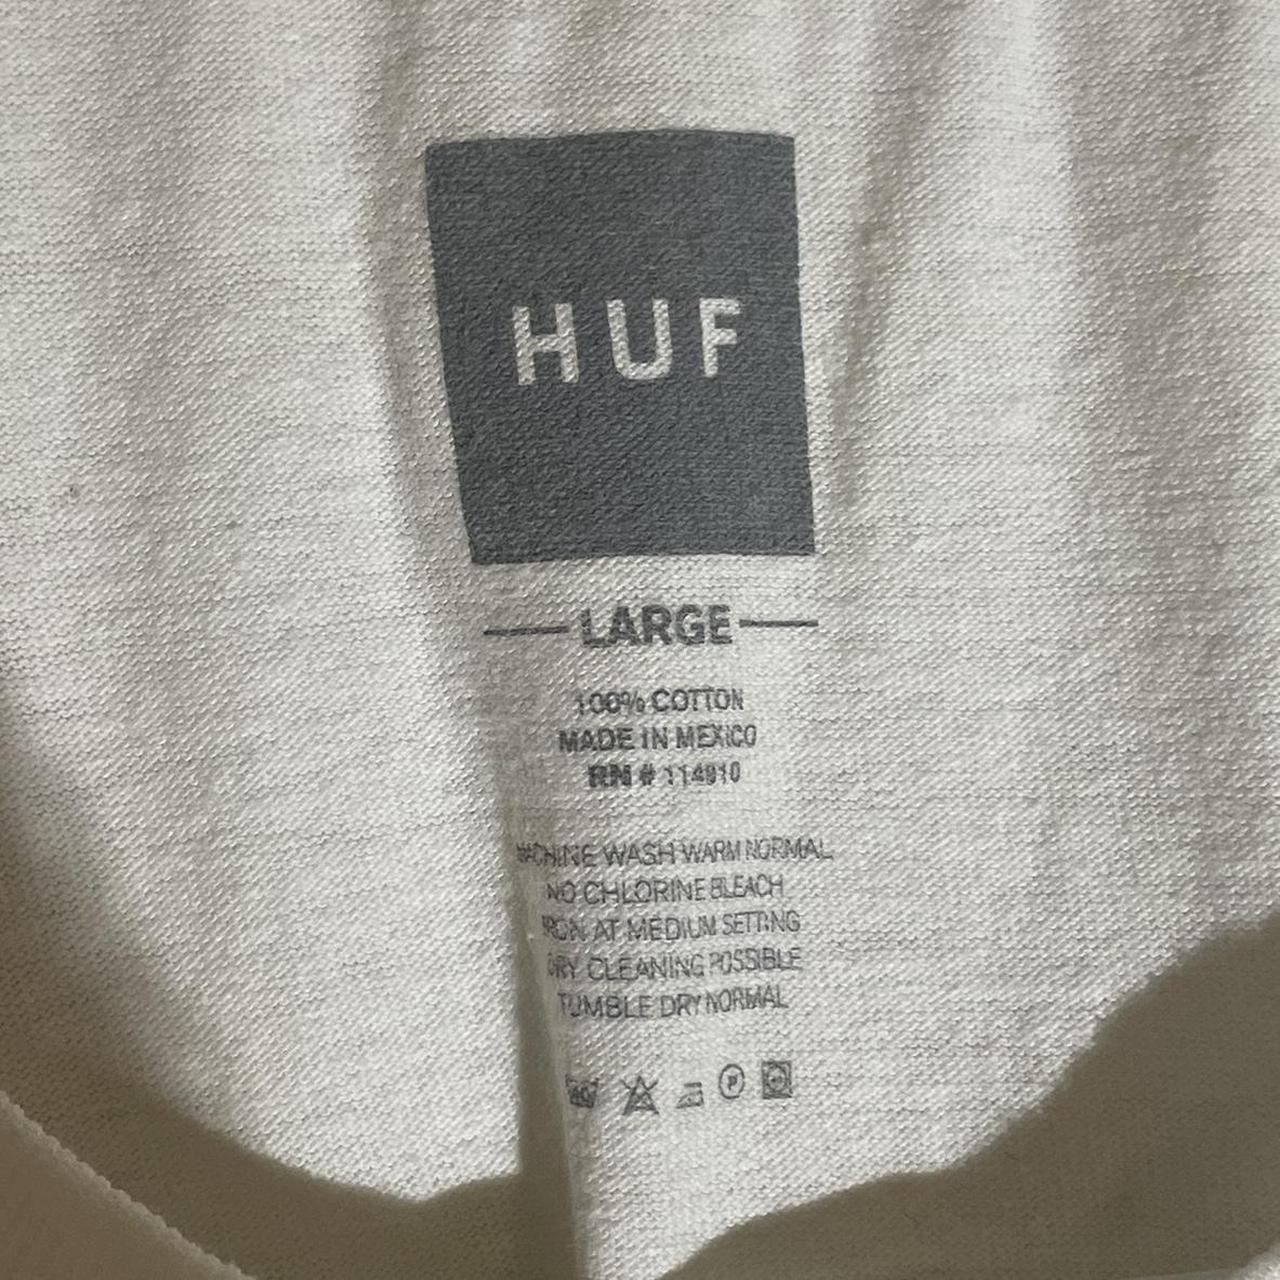 HUF
LARGE
100% COTTON
MADE IN MEXICO
RN # 114910
MACHINE WASH WARM NORMAL
NO CHLORINE BLEACH
IRON AT MEDIUM SETTING
DRY CLEANING POSSIBLE
TUMBLE DRY NORMAL
P